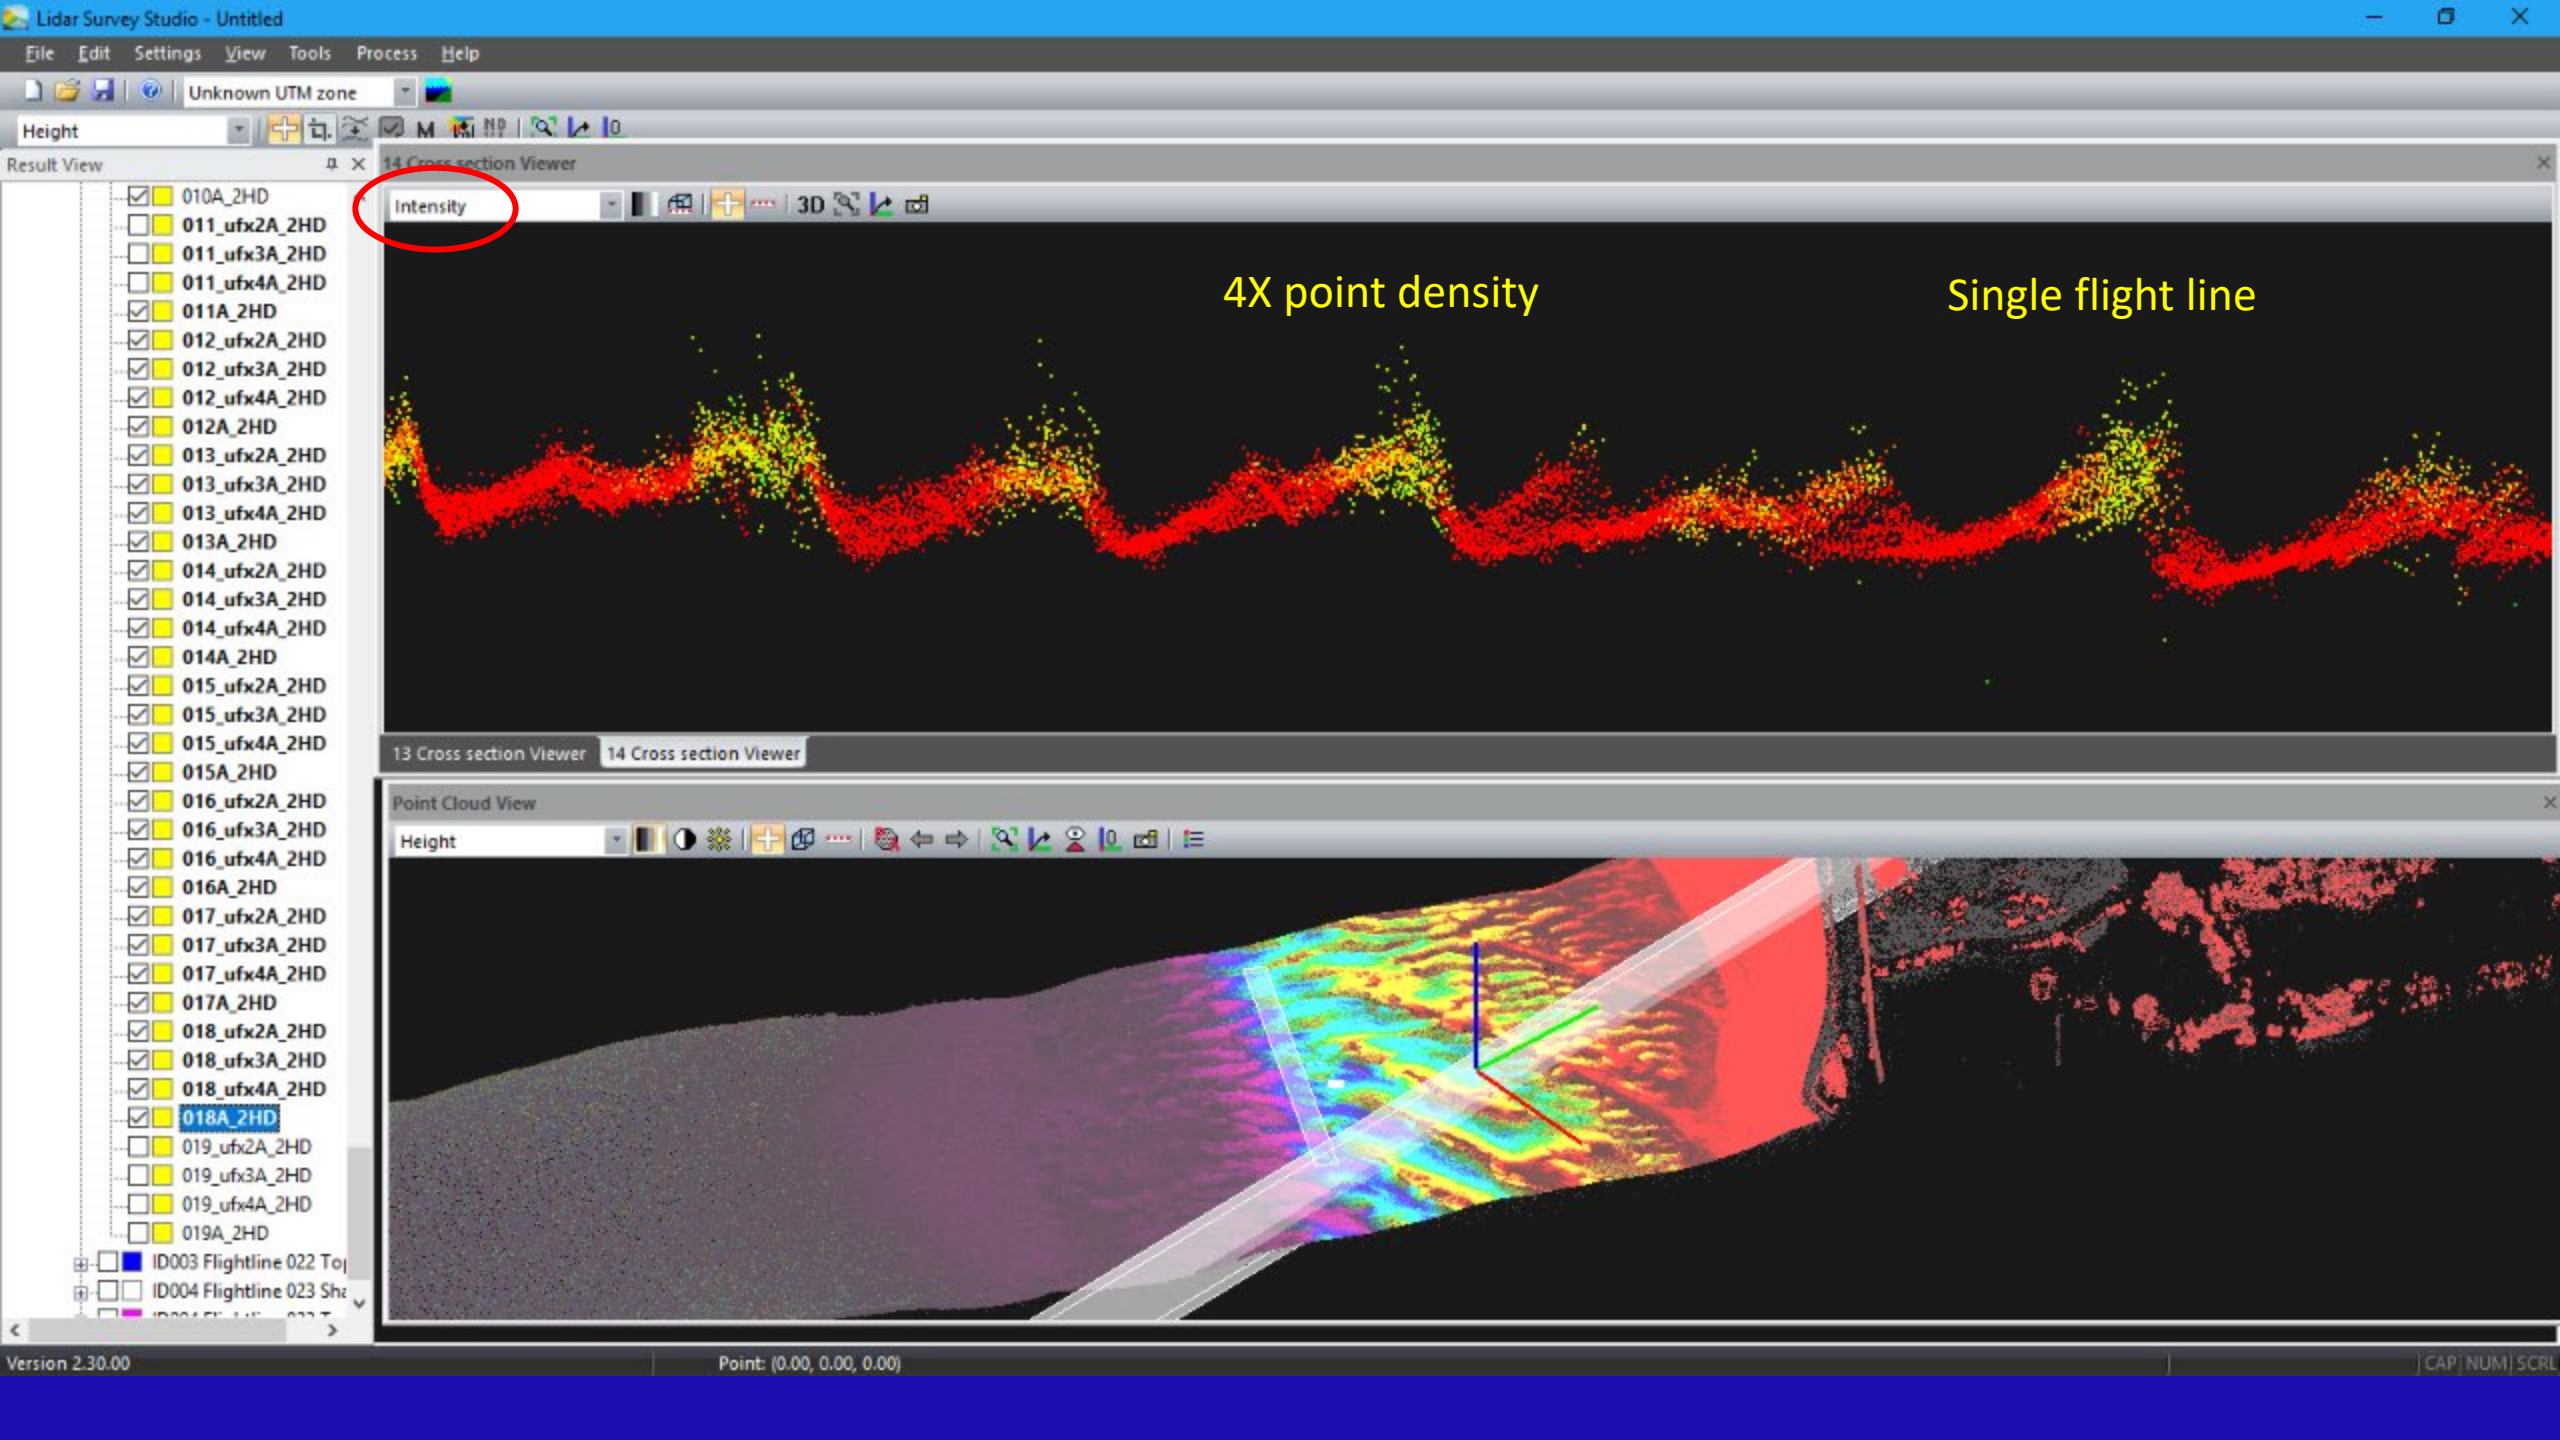 Lidar Survey Studio - Untitled
File Edit Settings View Tools Process Help
Unknown UTM zone
Height M
Result View
010A_2HD
011_ufx2A_2HD
011_ufx3A_2HD
011_ufx4A_2HD
011A_2HD
012_ufx2A_2HD
012_ufx3A_2HD
012_ufx4A_2HD
012A_2HD
013_ufx2A_2HD
013_ufx3A_2HD
013_ufx4A_2HD
013A_2HD
014_ufx2A_2HD
014_ufx3A_2HD
014_ufx4A_2HD
014A_2HD
015_ufx2A_2HD
015_ufx3A_2HD
015_ufx4A_2HD
015A_2HD
016_ufx2A_2HD
016_ufx3A_2HD
016_ufx4A_2HD
016A_2HD
017_ufx2A_2HD
017_ufx3A_2HD
017_ufx4A_2HD
017A_2HD
018_ufx2A_2HD
018_ufx3A_2HD
018_ufx4A_2HD
018A_2HD
019_ufx2A_2HD
019_ufx3A_2HD
019_ufx4A_2HD
019A_2HD
ID003 Flightline 022 To
ID004 Flightline 023 Sha
14 Cross section Viewer
Intensity 3D
4X point density
Single flight line
13 Cross section Viewer 14 Cross section Viewer
Point Cloud View
Height
Version 2.30.00
Point: (0.00, 0.00, 0.00)
CAP NUM SCRL